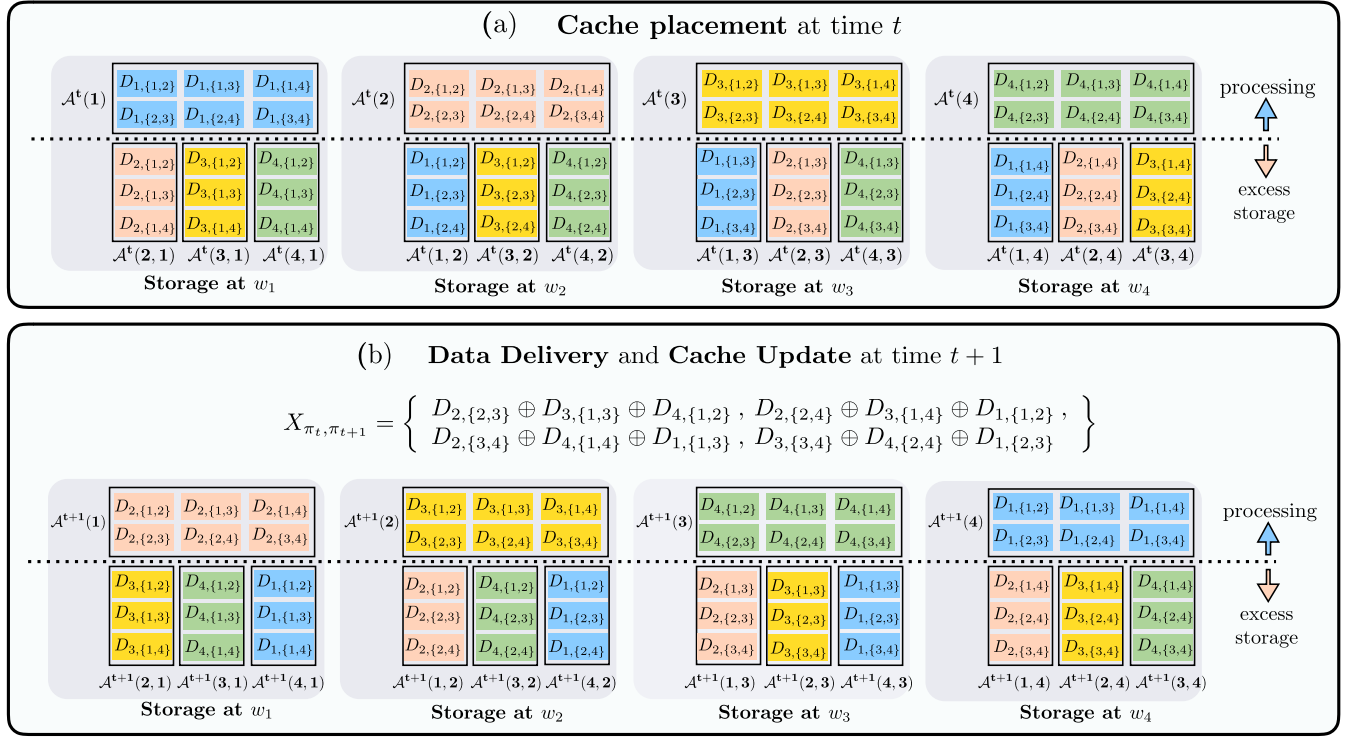 (a) Cache placement at time t
𝒜^t(1) D_{1,{1,2}} D_{1,{1,3}} D_{1,{1,4}} 𝒜^t(2) D_{2,{1,2}} D_{2,{1,3}} D_{2,{1,4}} 𝒜^t(3) D_{3,{1,2}} D_{3,{1,3}} D_{3,{1,4}} 𝒜^t(4) D_{4,{1,2}} D_{4,{1,3}} D_{4,{1,4}} processing
D_{1,{2,3}} D_{1,{2,4}} D_{1,{3,4}} D_{2,{2,3}} D_{2,{2,4}} D_{2,{3,4}} D_{3,{2,3}} D_{3,{2,4}} D_{3,{3,4}} D_{4,{2,3}} D_{4,{2,4}} D_{4,{3,4}}
D_{2,{1,2}} D_{3,{1,2}} D_{4,{1,2}} D_{1,{1,2}} D_{3,{1,2}} D_{4,{1,2}} D_{1,{1,3}} D_{2,{1,3}} D_{4,{1,3}} D_{1,{1,4}} D_{2,{1,4}} D_{3,{1,4}}
D_{2,{1,3}} D_{3,{1,3}} D_{4,{1,3}} D_{1,{2,3}} D_{3,{2,3}} D_{4,{2,3}} D_{1,{2,3}} D_{2,{2,3}} D_{4,{2,3}} D_{1,{2,4}} D_{2,{2,4}} D_{3,{2,4}} excess
D_{2,{1,4}} D_{3,{1,4}} D_{4,{1,4}} D_{1,{2,4}} D_{3,{2,4}} D_{4,{2,4}} D_{1,{3,4}} D_{2,{3,4}} D_{4,{3,4}} D_{1,{3,4}} D_{2,{3,4}} D_{3,{3,4}} storage
𝒜^t(2,1) 𝒜^t(3,1) 𝒜^t(4,1) 𝒜^t(1,2) 𝒜^t(3,2) 𝒜^t(4,2) 𝒜^t(1,3) 𝒜^t(2,3) 𝒜^t(4,3) 𝒜^t(1,4) 𝒜^t(2,4) 𝒜^t(3,4)
Storage at w_1 Storage at w_2 Storage at w_3 Storage at w_4
(b) Data Delivery and Cache Update at time t + 1
X_{π_t,π_{t+1}} = { D_{2,{2,3}} ⊕ D_{3,{1,3}} ⊕ D_{4,{1,2}} , D_{2,{2,4}} ⊕ D_{3,{1,4}} ⊕ D_{1,{1,2}} ,
D_{2,{3,4}} ⊕ D_{4,{1,4}} ⊕ D_{1,{1,3}} , D_{3,{3,4}} ⊕ D_{4,{2,4}} ⊕ D_{1,{2,3}} }
𝒜^{t+1}(1) D_{2,{1,2}} D_{2,{1,3}} D_{2,{1,4}} 𝒜^{t+1}(2) D_{3,{1,2}} D_{3,{1,3}} D_{3,{1,4}} 𝒜^{t+1}(3) D_{4,{1,2}} D_{4,{1,3}} D_{4,{1,4}} 𝒜^{t+1}(4) D_{1,{1,2}} D_{1,{1,3}} D_{1,{1,4}} processing
D_{2,{2,3}} D_{2,{2,4}} D_{2,{3,4}} D_{3,{2,3}} D_{3,{2,4}} D_{3,{3,4}} D_{4,{2,3}} D_{4,{2,4}} D_{4,{3,4}} D_{1,{2,3}} D_{1,{2,4}} D_{1,{3,4}}
D_{3,{1,2}} D_{4,{1,2}} D_{1,{1,2}} D_{2,{1,2}} D_{4,{1,2}} D_{1,{1,2}} D_{2,{1,3}} D_{3,{1,3}} D_{1,{1,3}} D_{2,{1,4}} D_{3,{1,4}} D_{4,{1,4}}
D_{3,{1,3}} D_{4,{1,3}} D_{1,{1,3}} D_{2,{2,3}} D_{4,{2,3}} D_{1,{2,3}} D_{2,{2,3}} D_{3,{2,3}} D_{1,{2,3}} D_{2,{2,4}} D_{3,{2,4}} D_{4,{2,4}} excess
D_{3,{1,4}} D_{4,{1,4}} D_{1,{1,4}} D_{2,{2,4}} D_{4,{2,4}} D_{1,{2,4}} D_{2,{3,4}} D_{3,{3,4}} D_{1,{3,4}} D_{2,{3,4}} D_{3,{3,4}} D_{4,{3,4}} storage
𝒜^{t+1}(2,1) 𝒜^{t+1}(3,1) 𝒜^{t+1}(4,1) 𝒜^{t+1}(1,2) 𝒜^{t+1}(3,2) 𝒜^{t+1}(4,2) 𝒜^{t+1}(1,3) 𝒜^{t+1}(2,3) 𝒜^{t+1}(4,3) 𝒜^{t+1}(1,4) 𝒜^{t+1}(2,4) 𝒜^{t+1}(3,4)
Storage at w_1 Storage at w_2 Storage at w_3 Storage at w_4